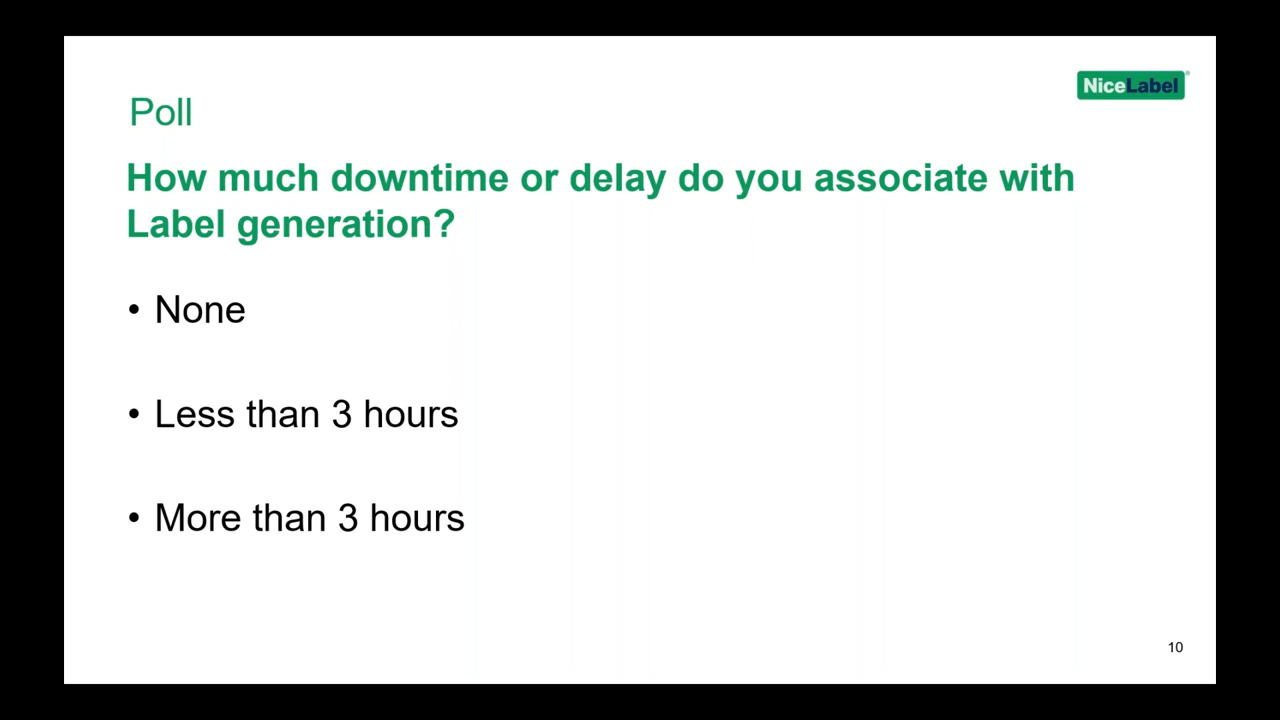 NiceLabel®
Poll
How much downtime or delay do you associate with
Label generation?
• None
• Less than 3 hours
• More than 3 hours
10